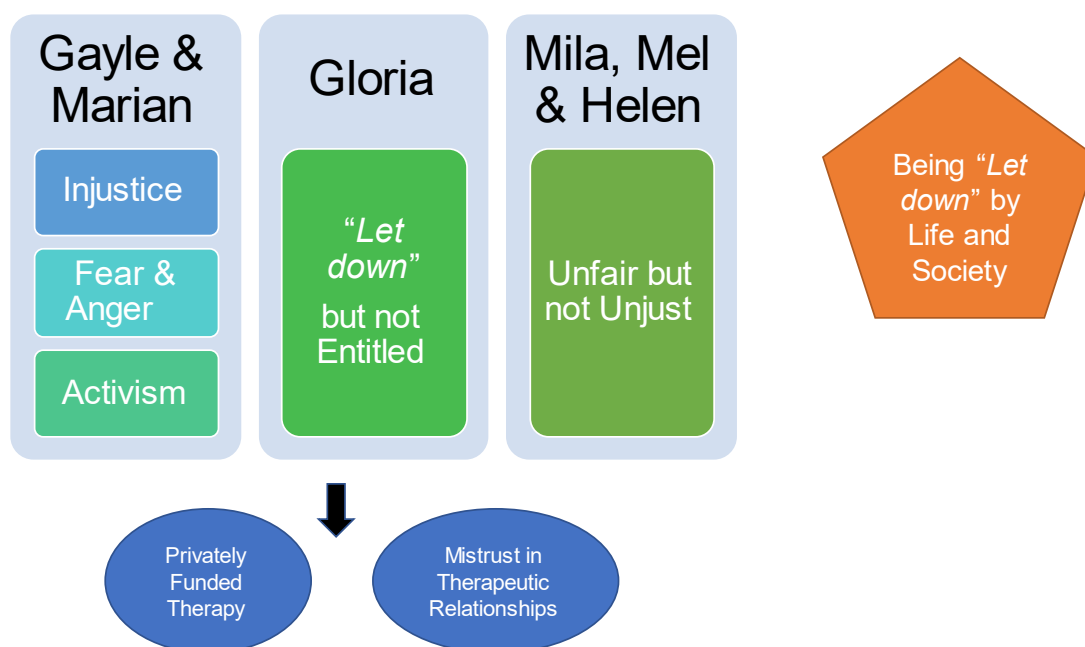 Gayle &
Marian
Injustice
Fear &
Anger
Activism
Gloria
“Let
down”
but not
Entitled
Mila, Mel
& Helen
Unfair but
not Unjust
Being “Let
down” by
Life and
Society
Privately
Funded
Therapy
Mistrust in
Therapeutic
Relationships